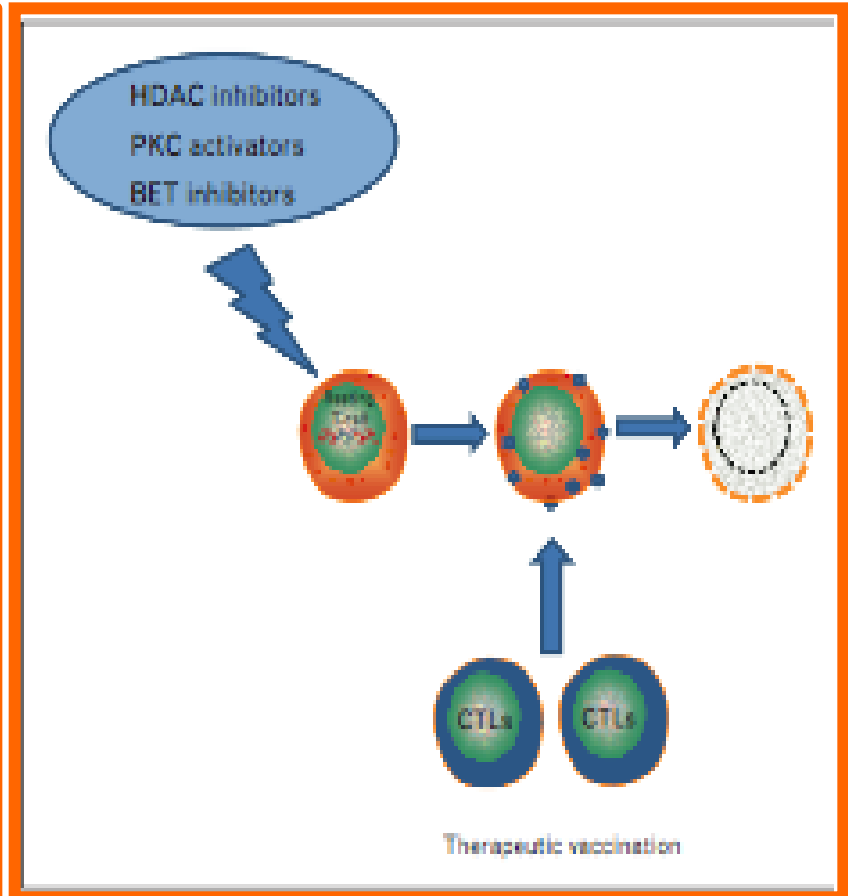 HDAC inhibitors
PKC activators
BET inhibitors
CTLs
CTLs
Therapeutic vaccination